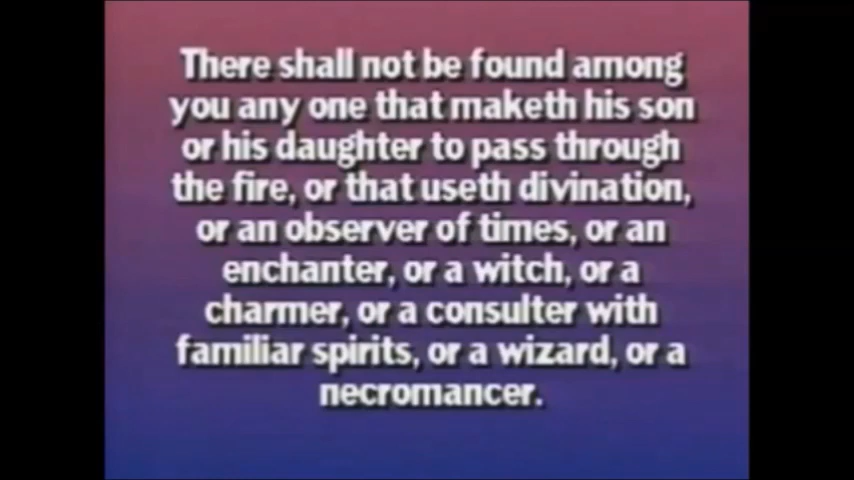 There shall not be found among
you any one that maketh his son
or his daughter to pass through
the fire, or that useth divination,
or an observer of times, or an
enchanter, or a witch, or a
charmer, or a consulter with
familiar spirits, or a wizard, or a
necromancer.